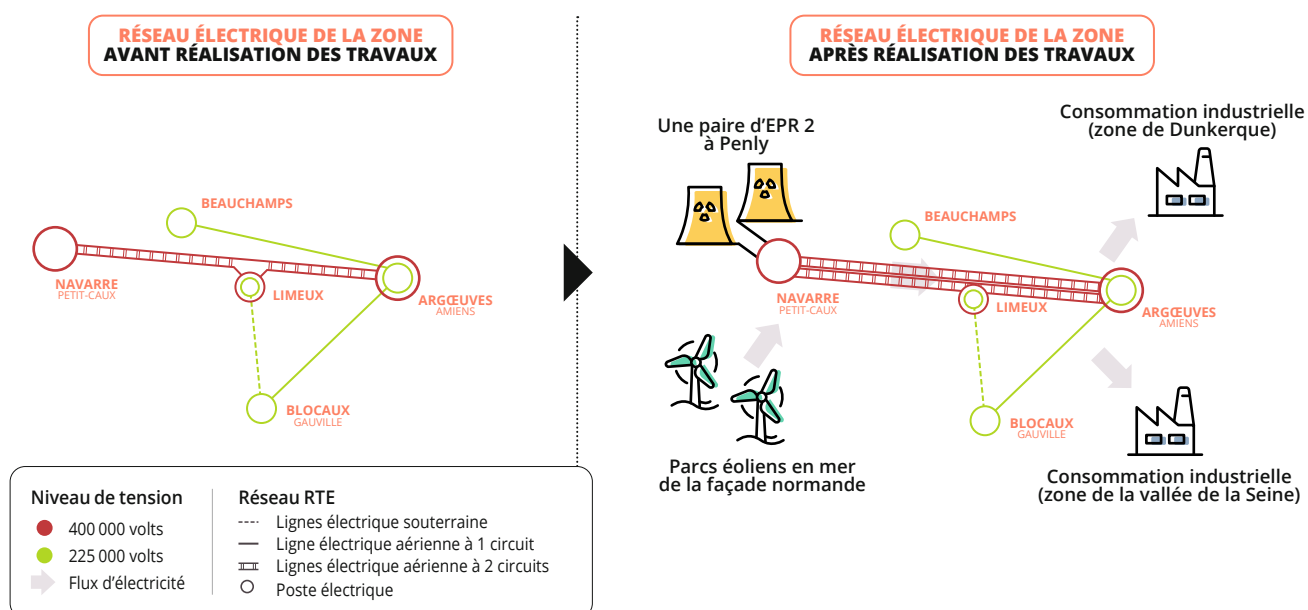 RÉSEAU ÉLECTRIQUE DE LA ZONE
AVANT RÉALISATION DES TRAVAUX
BEAUCHAMPS
NAVARRE
PETIT-CAUX
LIMEUX
ARGŒUVES
AMIENS
BLOCAUX
GAUVILLE
Niveau de tension
400 000 volts
225 000 volts
Flux d’électricité
Réseau RTE
Lignes électrique souterraine
Ligne électrique aérienne à 1 circuit
Lignes électrique aérienne à 2 circuits
Poste électrique
RÉSEAU ÉLECTRIQUE DE LA ZONE
APRÈS RÉALISATION DES TRAVAUX
Une paire d’EPR 2
à Penly
Consommation industrielle
(zone de Dunkerque)
BEAUCHAMPS
NAVARRE
PETIT-CAUX
LIMEUX
ARGŒUVES
AMIENS
BLOCAUX
GAUVILLE
Parcs éoliens en mer
de la façade normande
Consommation industrielle
(zone de la vallée de la Seine)